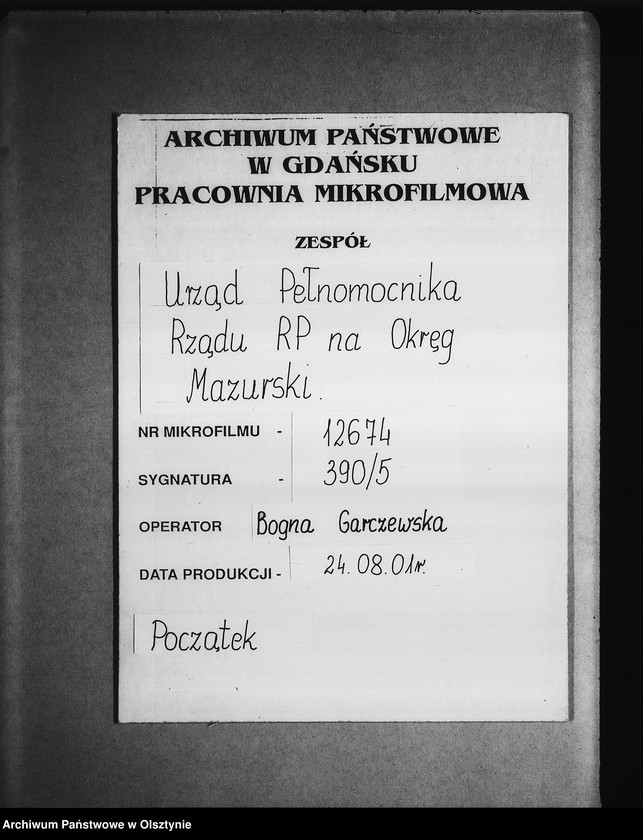 ARCHIWUM PAŃSTWOWE
W GDAŃSKU
PRACOWNIA MIKROFILMOWA
ZESPÓŁ
Urząd Pełnomocnika
Rządu RP na Okręg
Mazurski.
NR MIKROFILMU - 12674
SYGNATURA - 390/5
OPERATOR Bogna Garczewska
DATA PRODUKCJI - 24.08.01r.
Początek
Archiwum Państwowe w Olsztynie